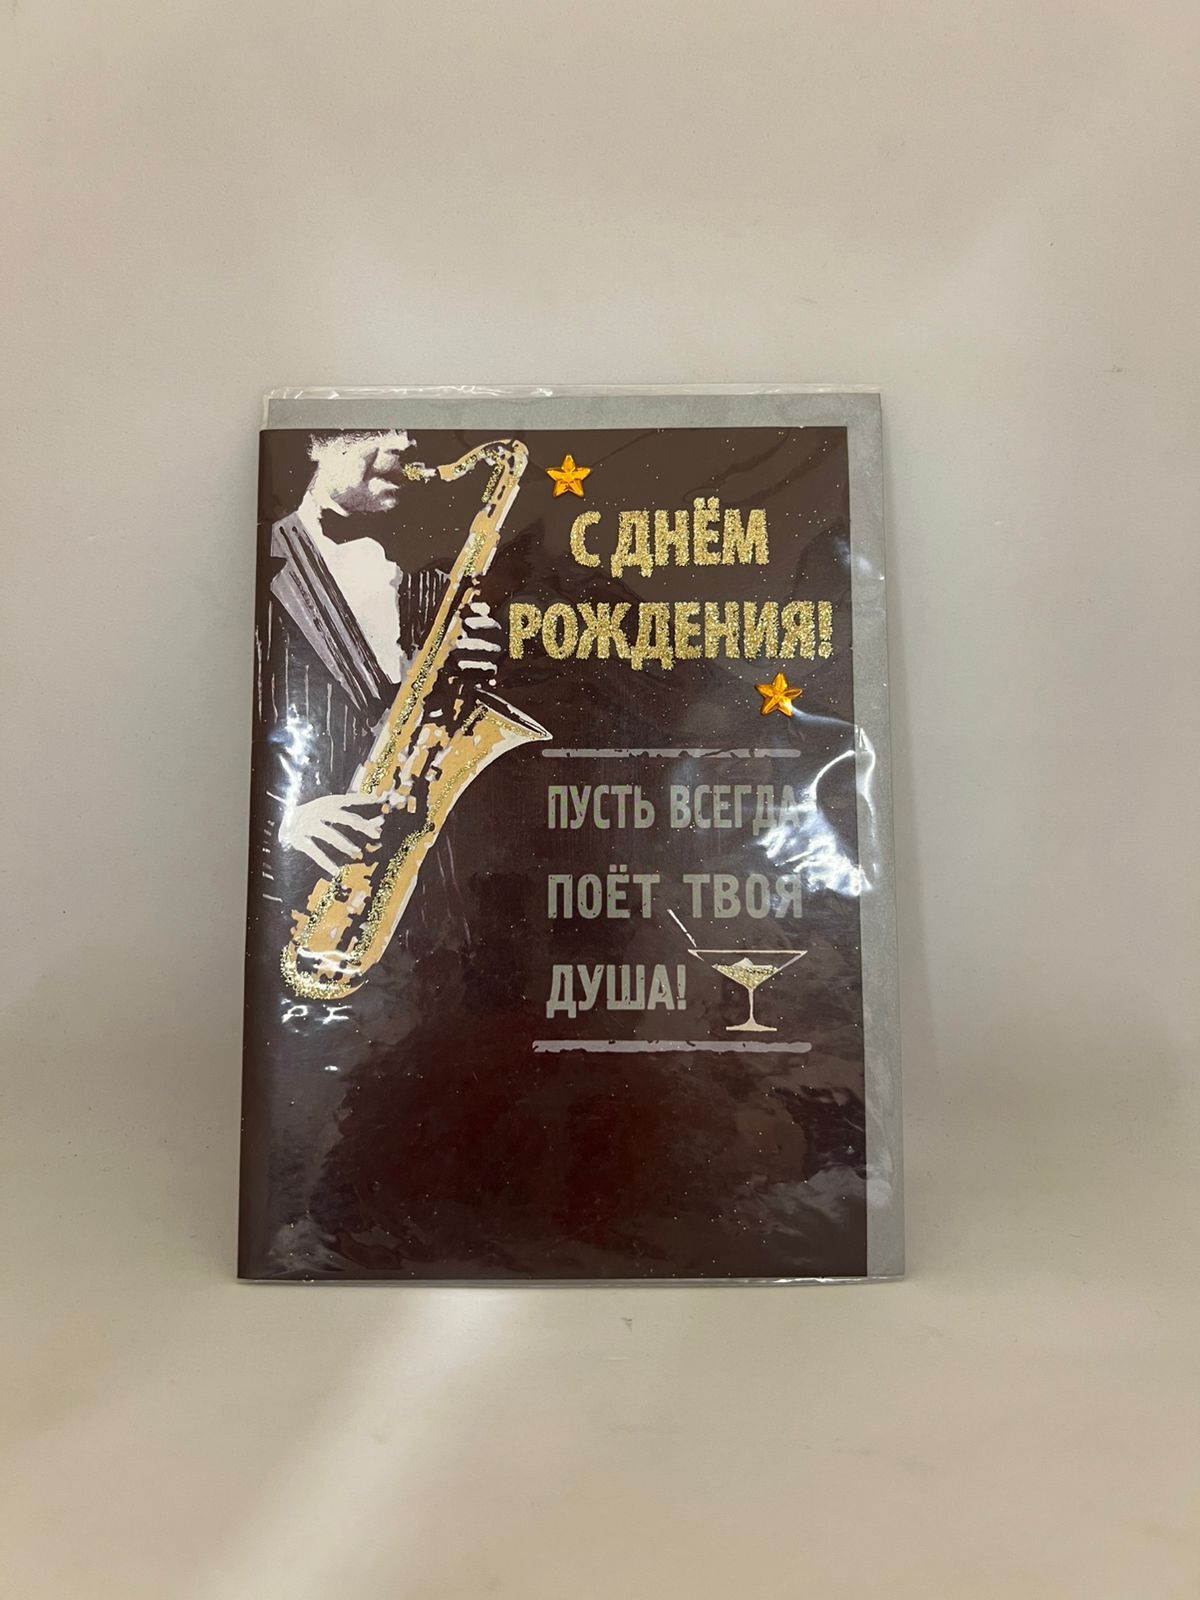 С ДНЁМ
РОЖДЕНИЯ!
ПУСТЬ ВСЕГДА
ПОЁТ ТВОЯ
ДУША!